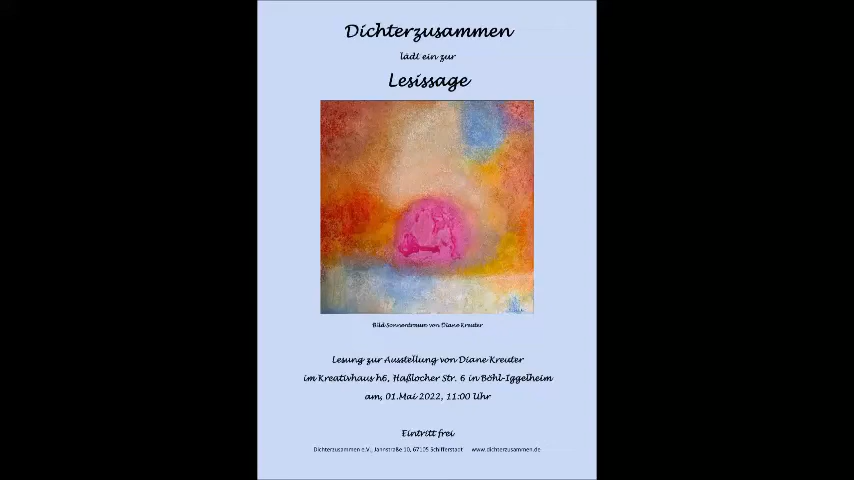 Dichterzusammen
lädt ein zur
Lesissage
Bild Sonnentraum von Diane Kreuter
Lesung zur Ausstellung von Diane Kreuter
im Kreativhaus h6, Haßlocher Str. 6 in Böhl-Iggelheim
am, 01.Mai 2022, 11:00 Uhr
Eintritt frei
Dichterzusammen e.V., Jahnstraße 10, 67105 Schifferstadt www.dichterzusammen.de